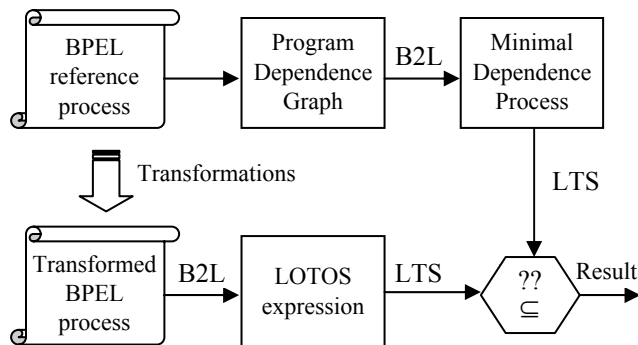 BPEL
reference
process
Program
Dependence
Graph
B2L
Minimal
Dependence
Process
Transformations
LTS
Transformed
BPEL
process
B2L
LOTOS
expression
LTS
??
⊆
Result